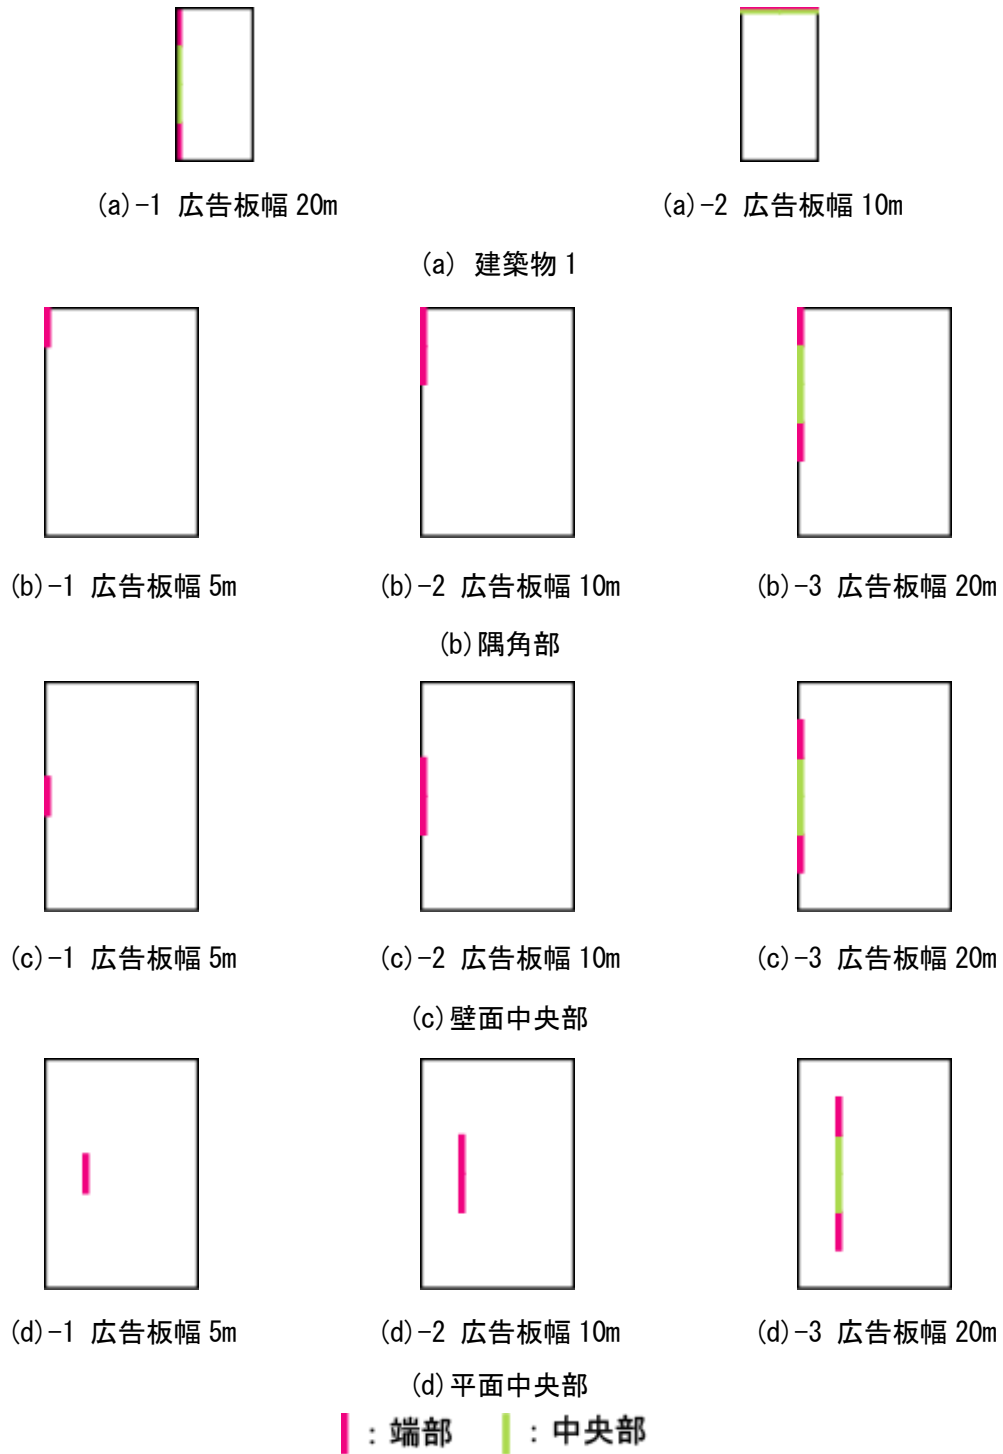 (a)-1 広告板幅 20m
(a)-2 広告板幅 10m
(a) 建築物 1
(b)-1 広告板幅 5m
(b)-2 広告板幅 10m
(b)-3 広告板幅 20m
(b)隅角部
(c)-1 広告板幅 5m
(c)-2 広告板幅 10m
(c)-3 広告板幅 20m
(c)壁面中央部
(d)-1 広告板幅 5m
(d)-2 広告板幅 10m
(d)-3 広告板幅 20m
(d)平面中央部
：端部 ：中央部